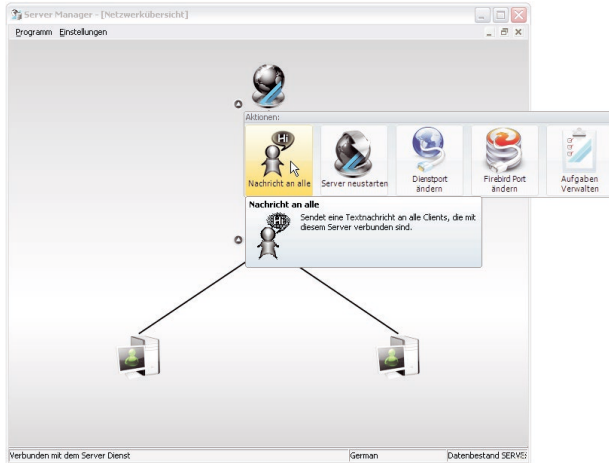 Server Manager - [Netzwerkübersicht]
Programm Einstellungen
Aktionen:
Hi
Nachricht an alle
Server neustarten
Dienstport
ändern
Firebird Port
ändern
Aufgaben
Verwalten
Nachricht an alle
Hi
Sendet eine Textnachricht an alle Clients, die mit
diesem Server verbunden sind.
Verbunden mit dem Server Dienst
German
Datenbestand